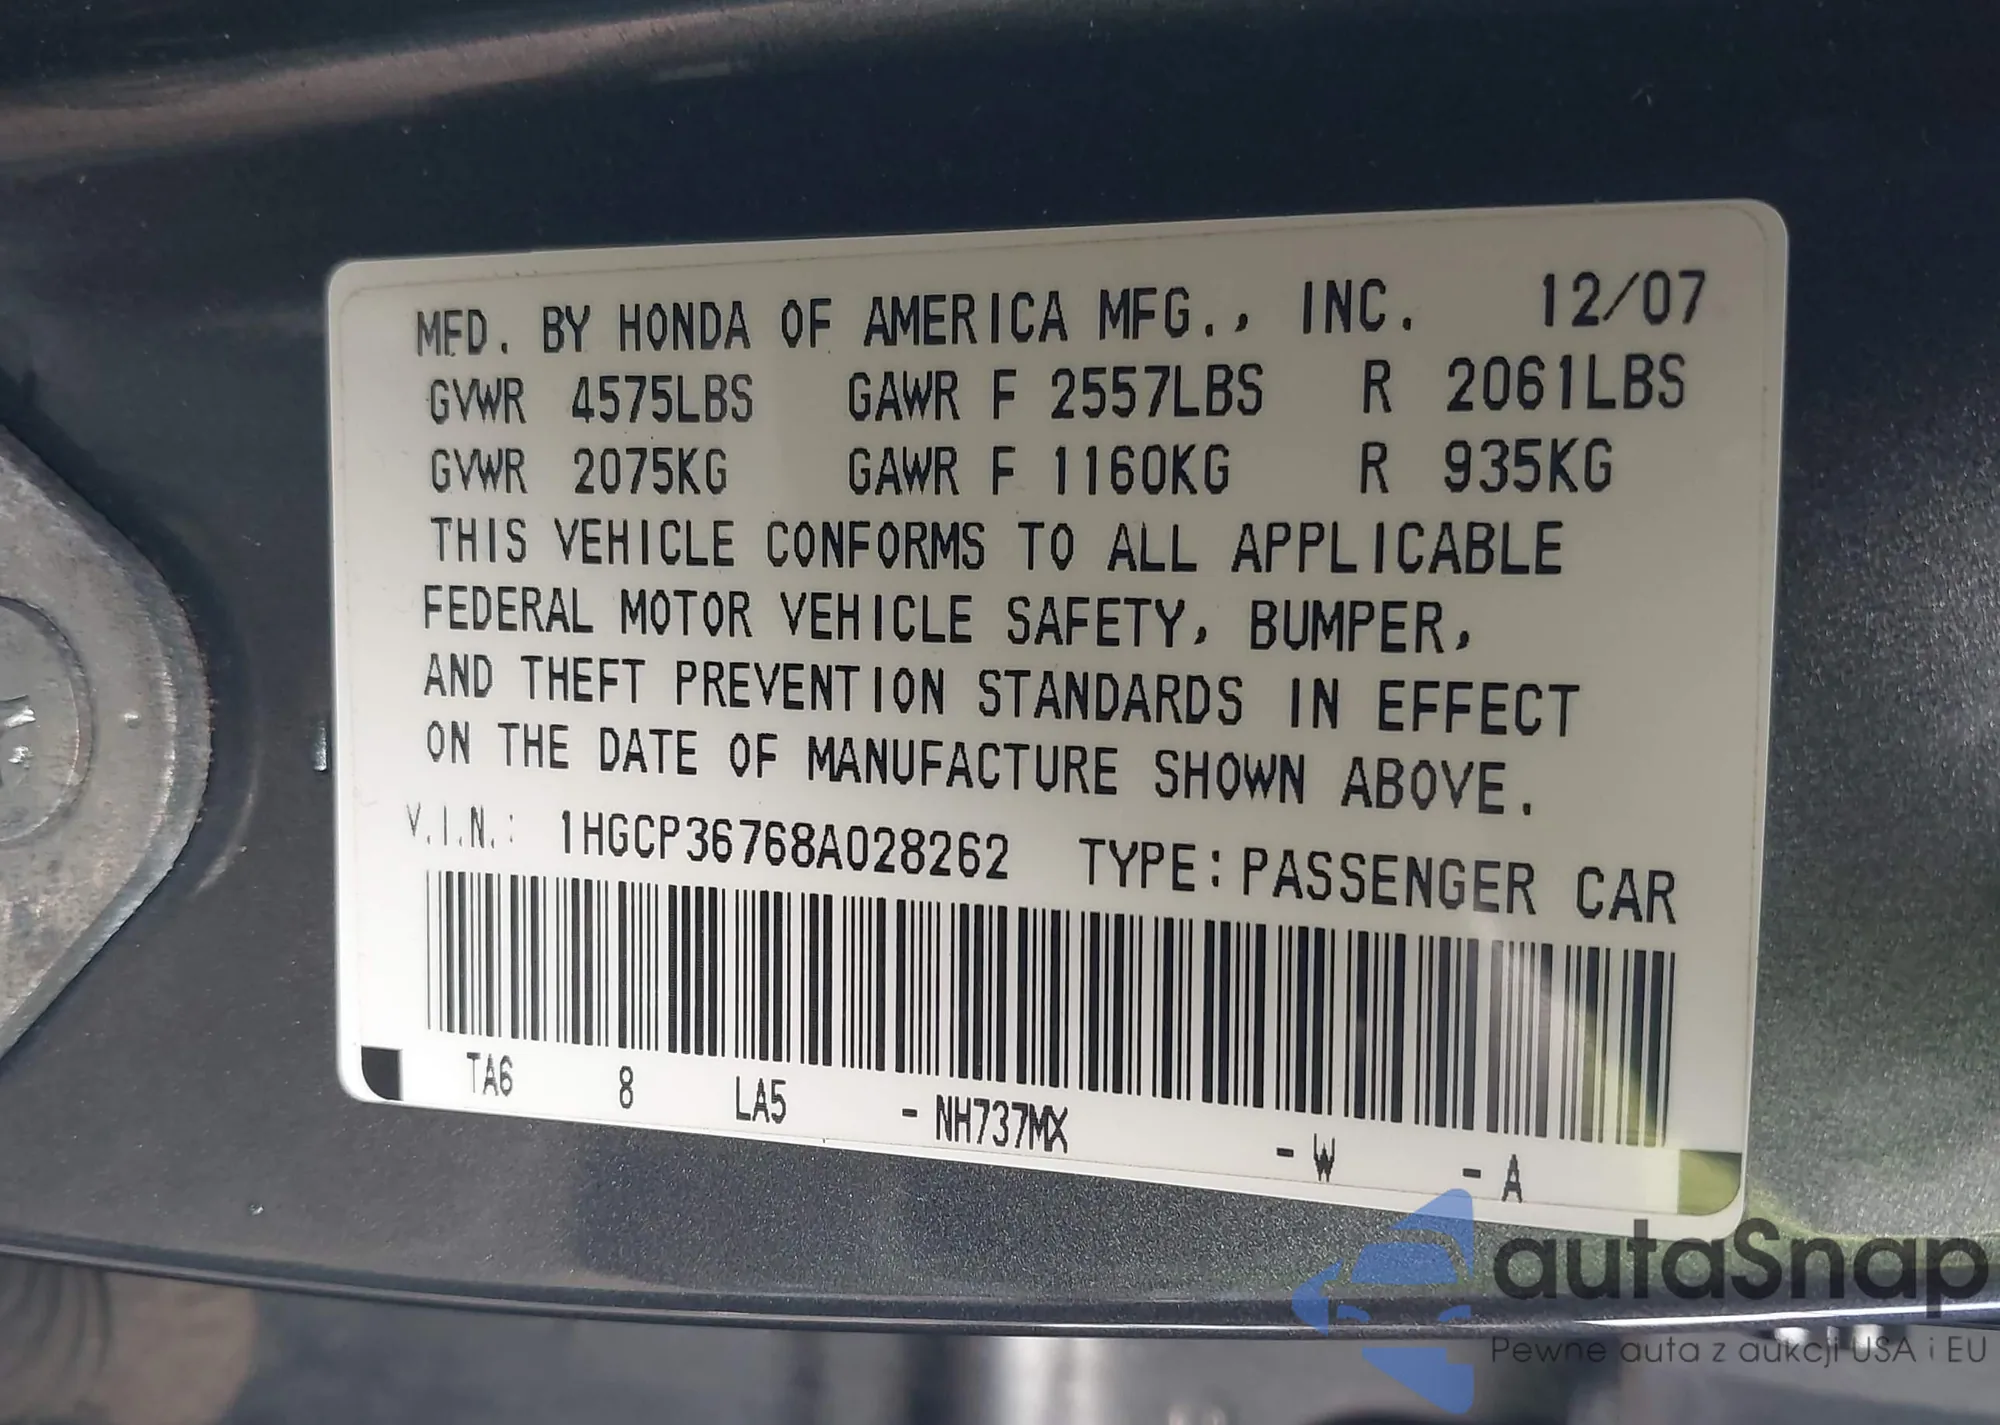 MFD. BY HONDA OF AMERICA MFG., INC. 12/07
GVWR 4575LBS GAWR F 2557LBS R 2061LBS
GVWR 2075KG GAWR F 1160KG R 935KG
THIS VEHICLE CONFORMS TO ALL APPLICABLE
FEDERAL MOTOR VEHICLE SAFETY, BUMPER,
AND THEFT PREVENTION STANDARDS IN EFFECT
ON THE DATE OF MANUFACTURE SHOWN ABOVE.
V.I.N.: 1HGCP36768A028262 TYPE: PASSENGER CAR
TA6 8 LA5 - NH737MX - W - A
autoSnap
Pewne auta z aukcji USA i EU